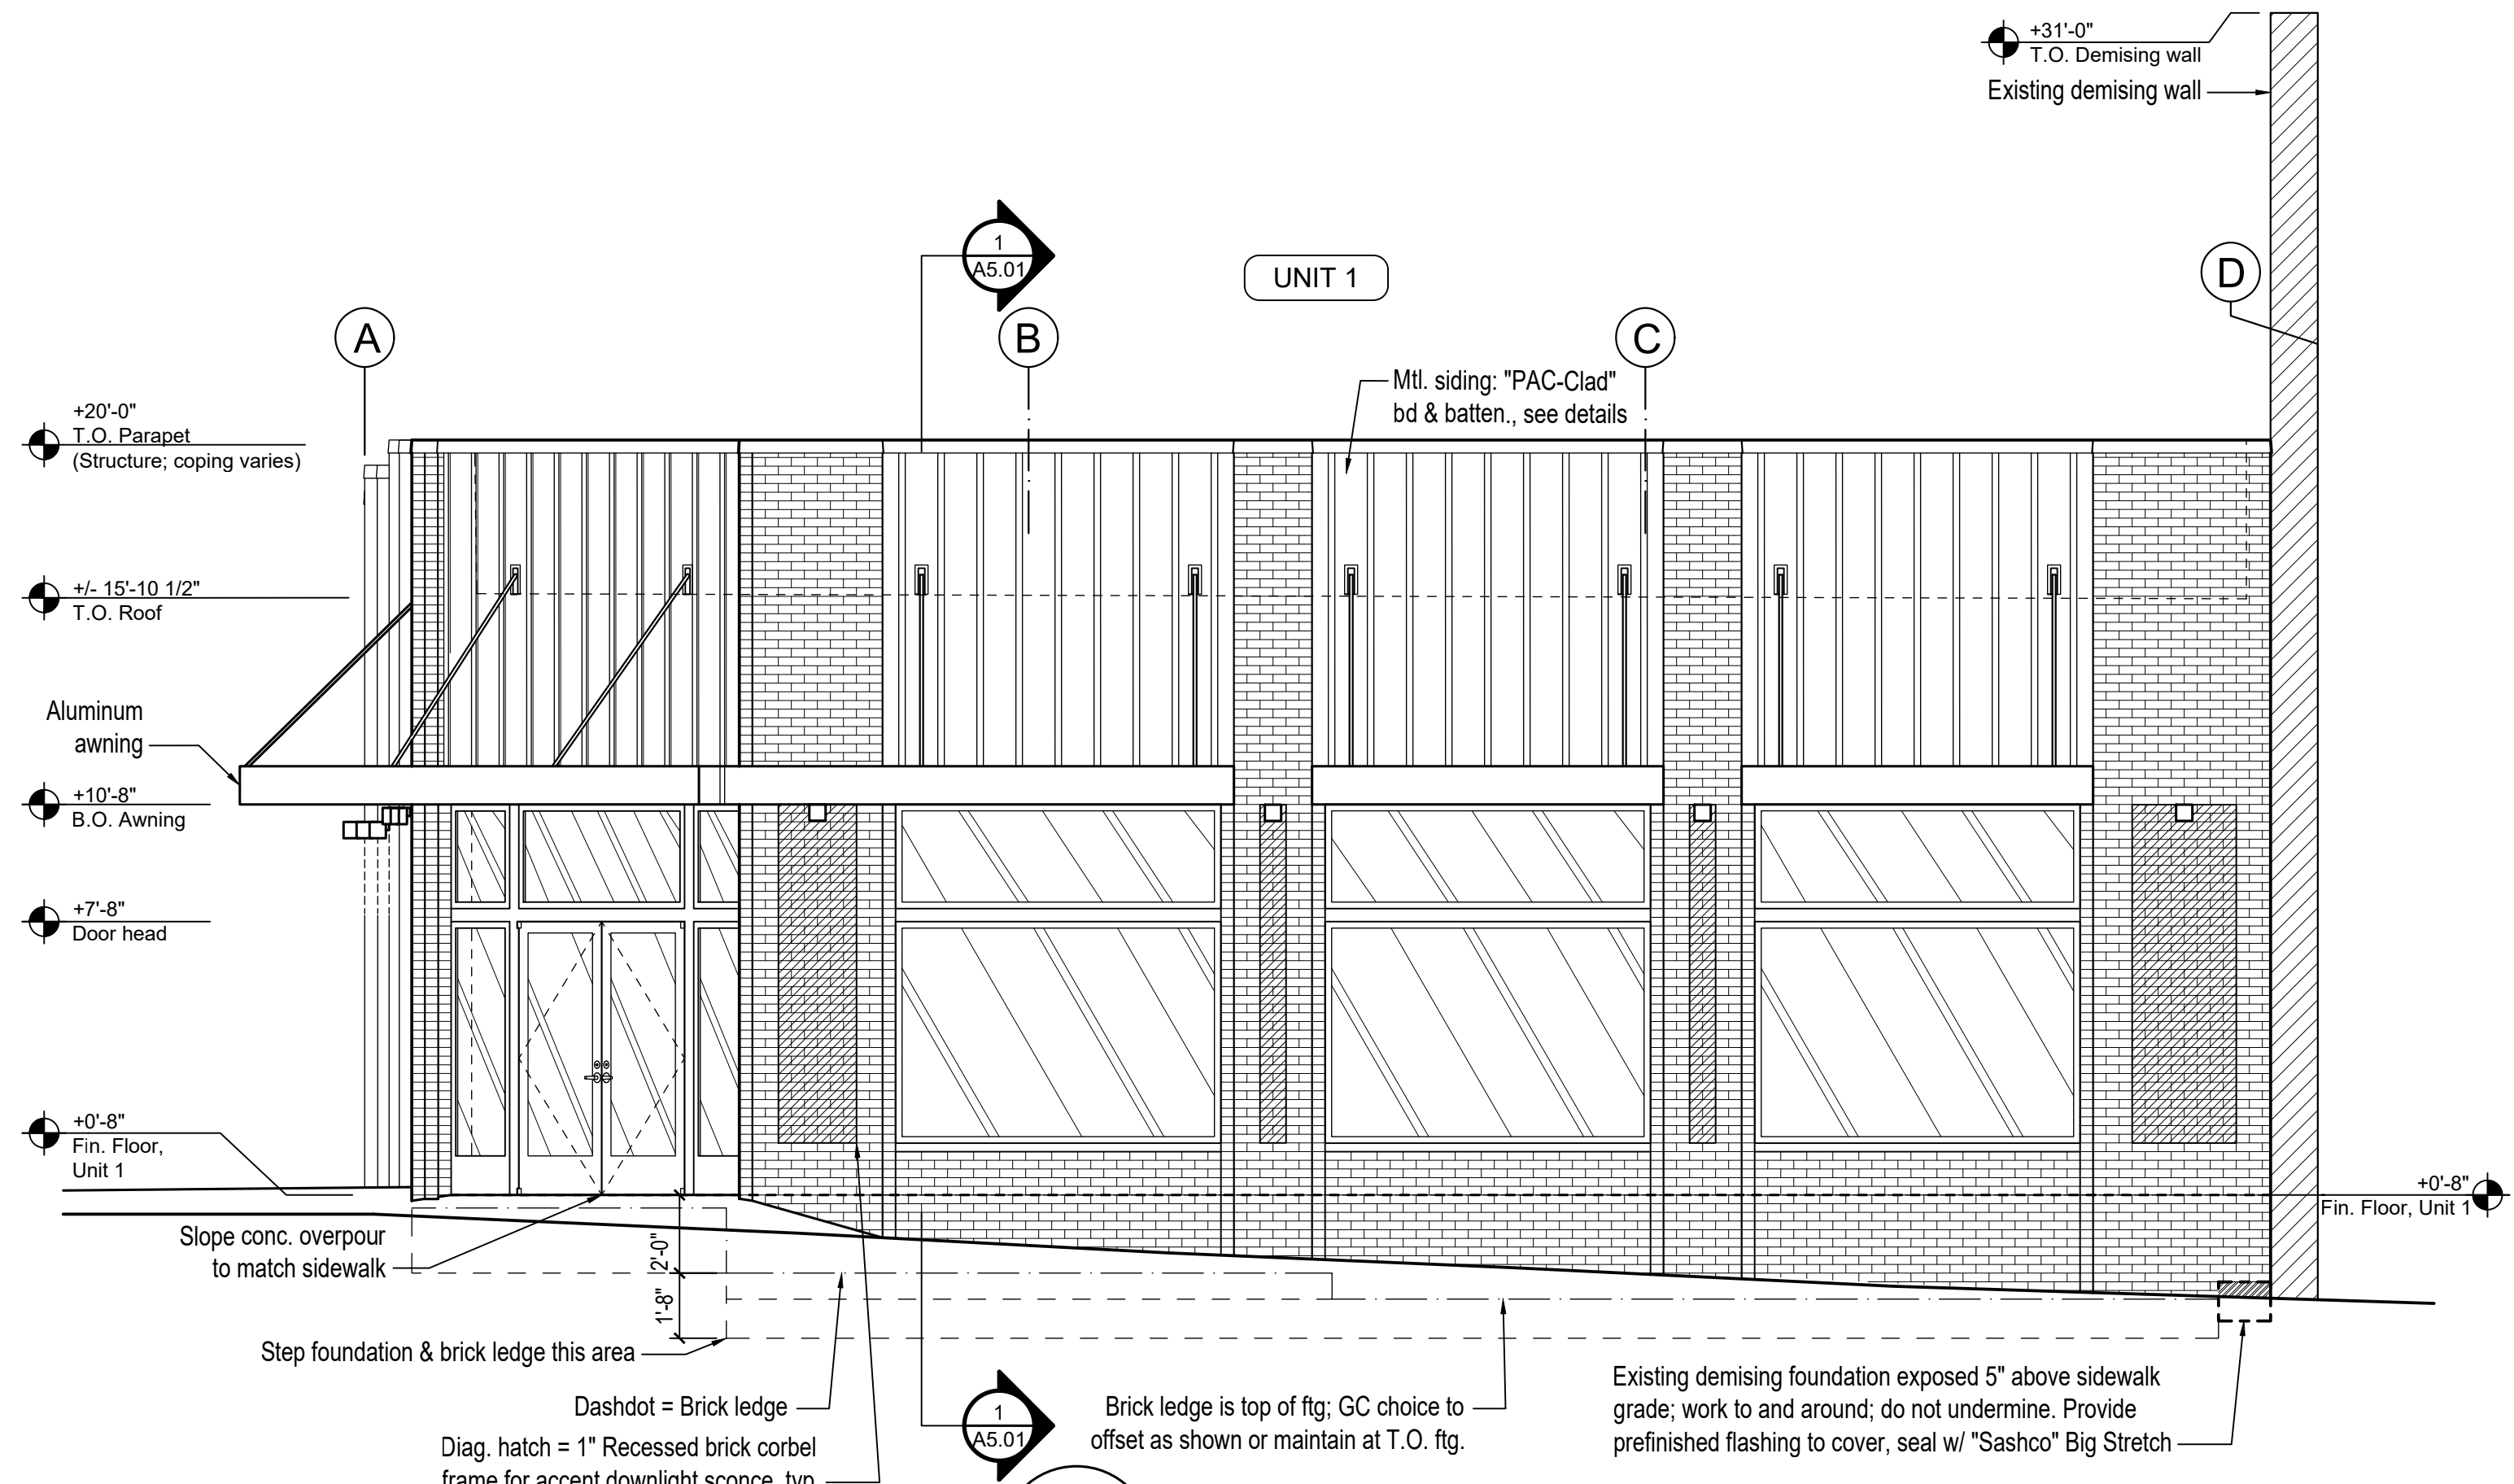 +31'-0"
T.O. Demising wall
Existing demising wall
1
A5.01
UNIT 1
A
B
C
D
Mtl. siding: "PAC-Clad"
bd & batten., see details
+20'-0"
T.O. Parapet
(Structure; coping varies)
+/- 15'-10 1/2"
T.O. Roof
Aluminum
awning
+10'-8"
B.O. Awning
+7'-8"
Door head
+0'-8"
Fin. Floor,
Unit 1
+0'-8"
Fin. Floor, Unit 1
Slope conc. overpour
to match sidewalk
2'-0"
1'-8"
Step foundation & brick ledge this area
Dashdot = Brick ledge
Diag. hatch = 1" Recessed brick corbel
frame for accent downlight sconce, typ.
1
A5.01
Brick ledge is top of ftg; GC choice to
offset as shown or maintain at T.O. ftg.
Existing demising foundation exposed 5" above sidewalk
grade; work to and around; do not undermine. Provide
prefinished flashing to cover, seal w/ "Sashco" Big Stretch